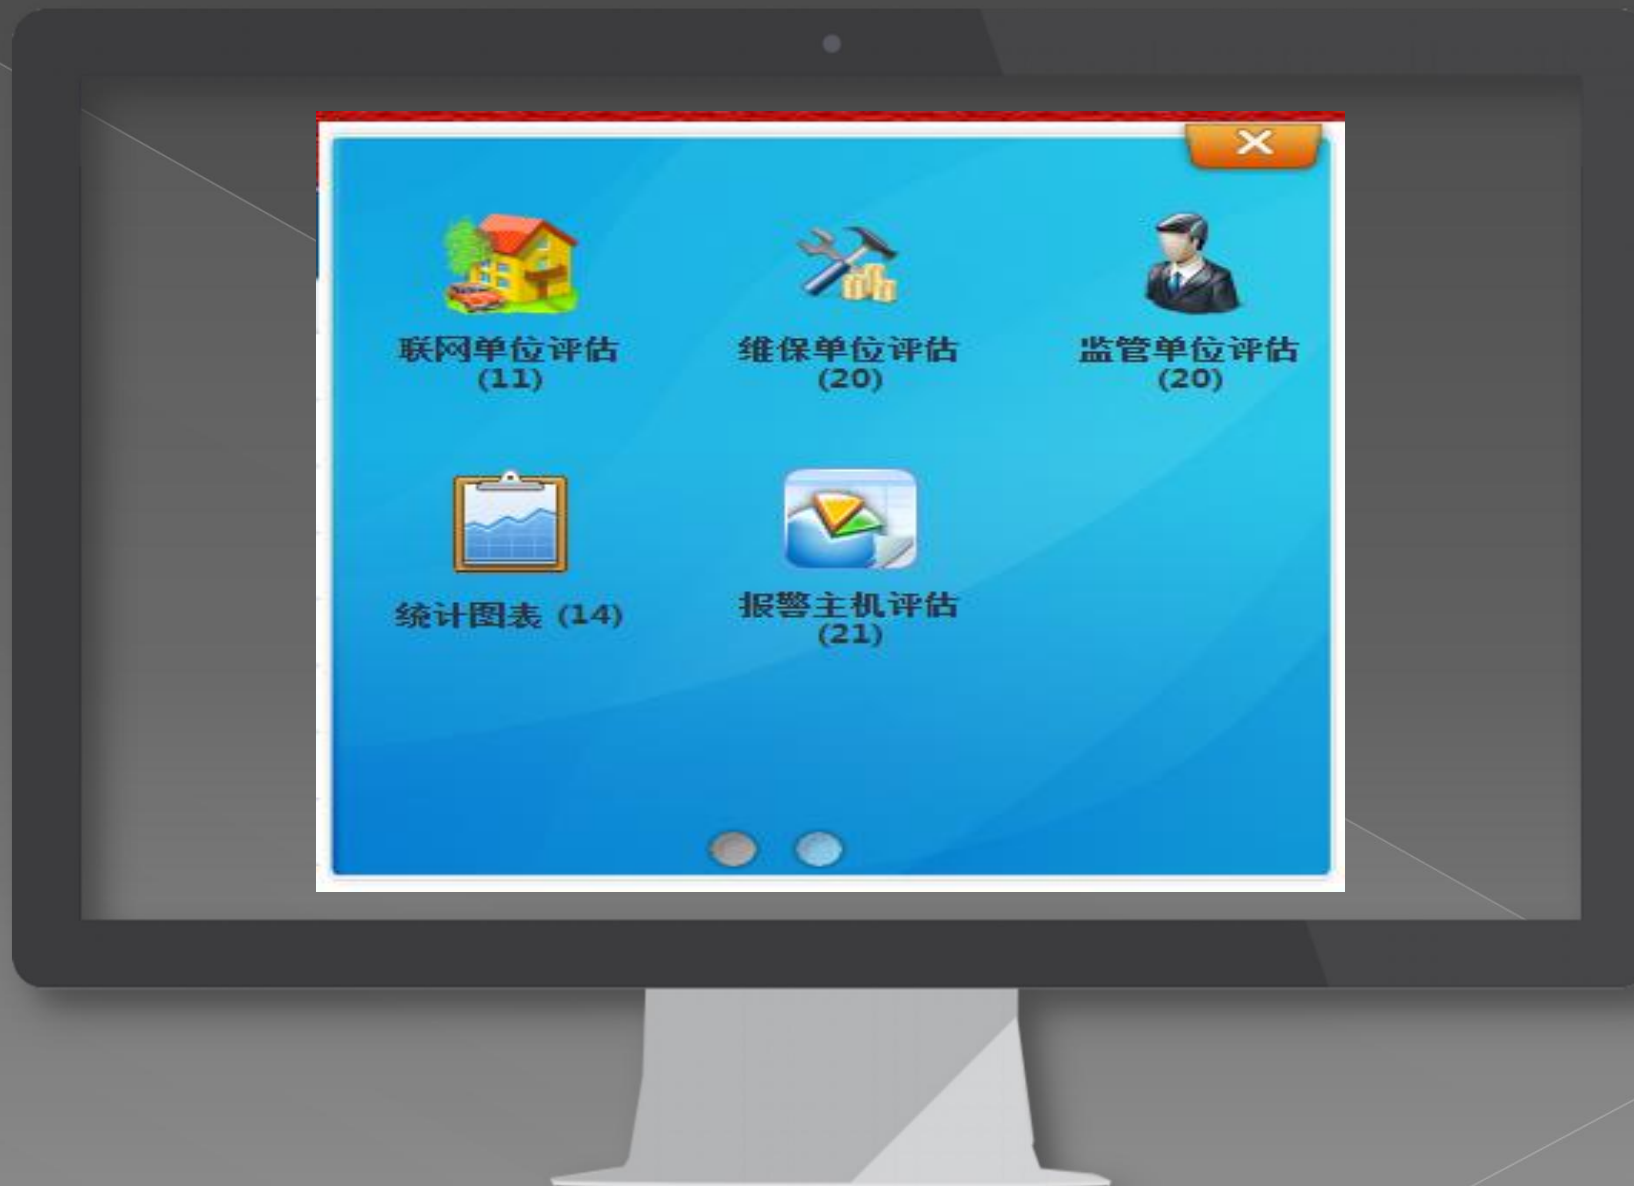 联网单位评估
(11)
维保单位评估
(20)
监管单位评估
(20)
统计图表 (14)
报警主机评估
(21)